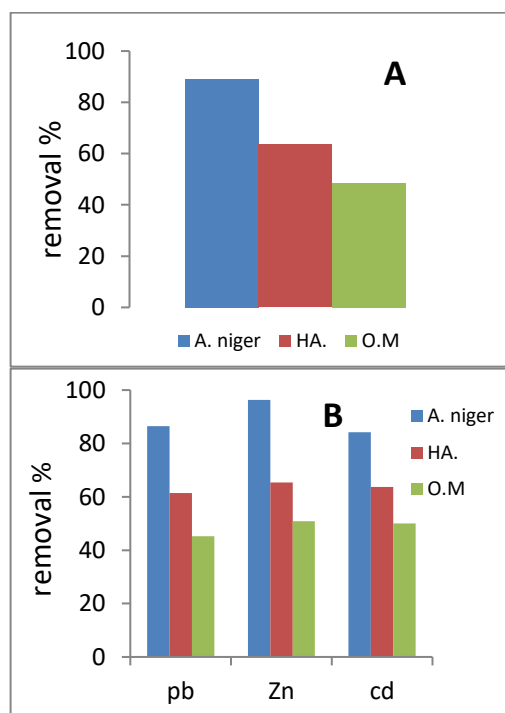 A
removal %
100
80
60
40
20
0
A. niger HA. O.M
B
removal %
100
80
60
40
20
0
A. niger
HA.
O.M
pb Zn cd